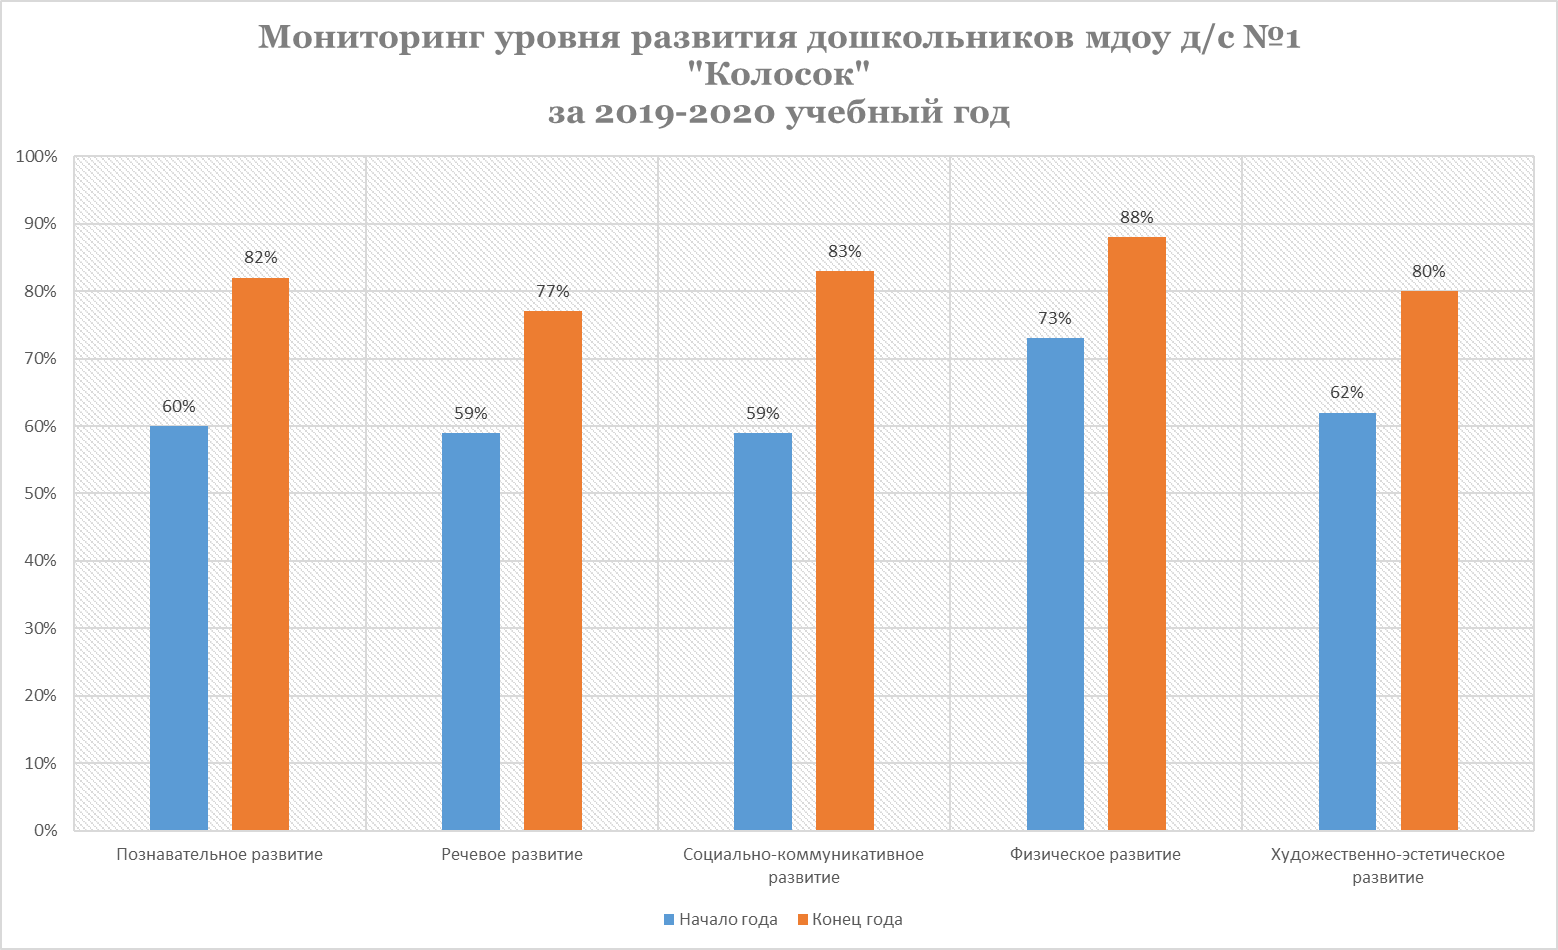 Мониторинг уровня развития дошкольников мдоу д/с №1
"Колосок"
за 2019-2020 учебный год
100%
90%
80%
70%
60%
50%
40%
30%
20%
10%
0%
60%
82%
59%
77%
59%
83%
73%
88%
62%
80%
Познавательное развитие
Речевое развитие
Социально-коммуникативное
развитие
Физическое развитие
Художественно-эстетическое
развитие
Начало года
Конец года